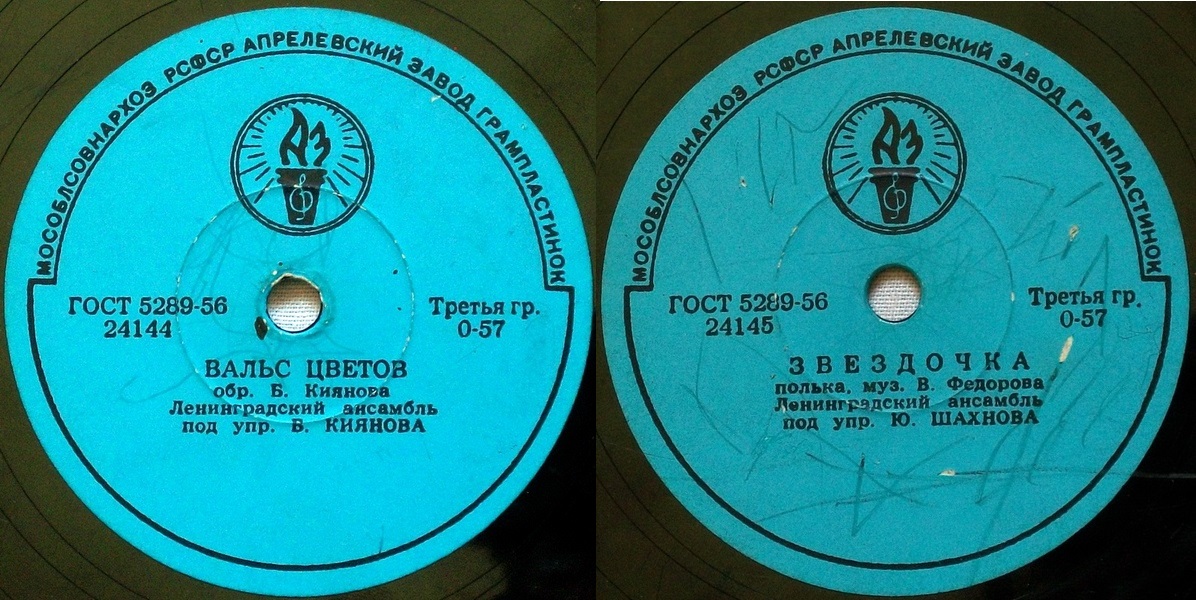 МОСОБЛСОВНАРХОЗ РСФСР АПРЕЛЕВСКИЙ ЗАВОД ГРАМПЛАСТИНОК
АЗ
ГОСТ 5289-56
24144
Третья гр.
0-57
ВАЛЬС ЦВЕТОВ
обр. Б. Киянова
Ленинградский ансамбль
под упр. Б. КИЯНОВА
МОСОБЛСОВНАРХОЗ РСФСР АПРЕЛЕВСКИЙ ЗАВОД ГРАМПЛАСТИНОК
АЗ
ГОСТ 5289-56
24145
Третья гр.
0-57
ЗВЕЗДОЧКА
полька, муз. В. Федорова
Ленинградский ансамбль
под упр. Ю. ШАХНОВА